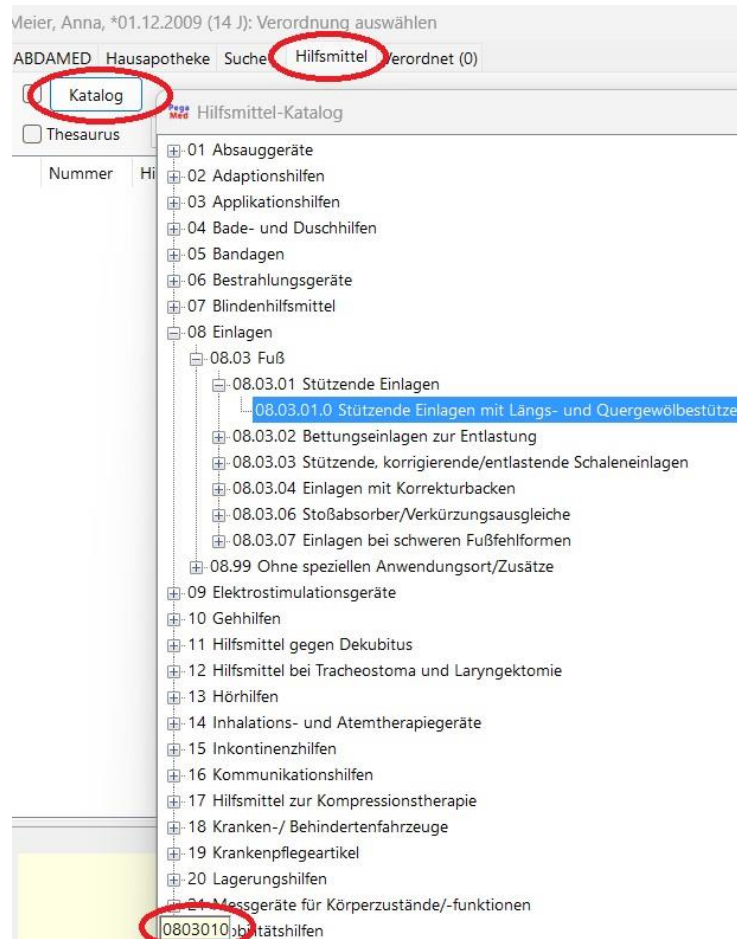 Meier, Anna, *01.12.2009 (14 J): Verordnung auswählen
ABDAMED Hausapotheke Suche Hilfsmittel Verordnet (0)
Katalog
Pega Med Hilfsmittel-Katalog
Thesaurus
Nummer Hi
01 Absauggeräte
02 Adaptionshilfen
03 Applikationshilfen
04 Bade- und Duschhilfen
05 Bandagen
06 Bestrahlungsgeräte
07 Blindenhilfsmittel
08 Einlagen
08.03 Fuß
08.03.01 Stützende Einlagen
08.03.01.0 Stützende Einlagen mit Längs- und Quergewölbestütze
08.03.02 Bettungseinlagen zur Entlastung
08.03.03 Stützende, korrigierende/entlastende Schaleneinlagen
08.03.04 Einlagen mit Korrekturbacken
08.03.06 Stoßabsorber/Verkürzungsausgleiche
08.03.07 Einlagen bei schweren Fußfehlformen
08.99 Ohne speziellen Anwendungsort/Zusätze
09 Elektrostimulationsgeräte
10 Gehhilfen
11 Hilfsmittel gegen Dekubitus
12 Hilfsmittel bei Tracheostoma und Laryngektomie
13 Hörhilfen
14 Inhalations- und Atemtherapiegeräte
15 Inkontinenzhilfen
16 Kommunikationshilfen
17 Hilfsmittel zur Kompressionstherapie
18 Kranken-/ Behindertenfahrzeuge
19 Krankenpflegeartikel
20 Lagerungshilfen
21 Messgeräte für Körperzustände/-funktionen
0803010 obilitätshilfen